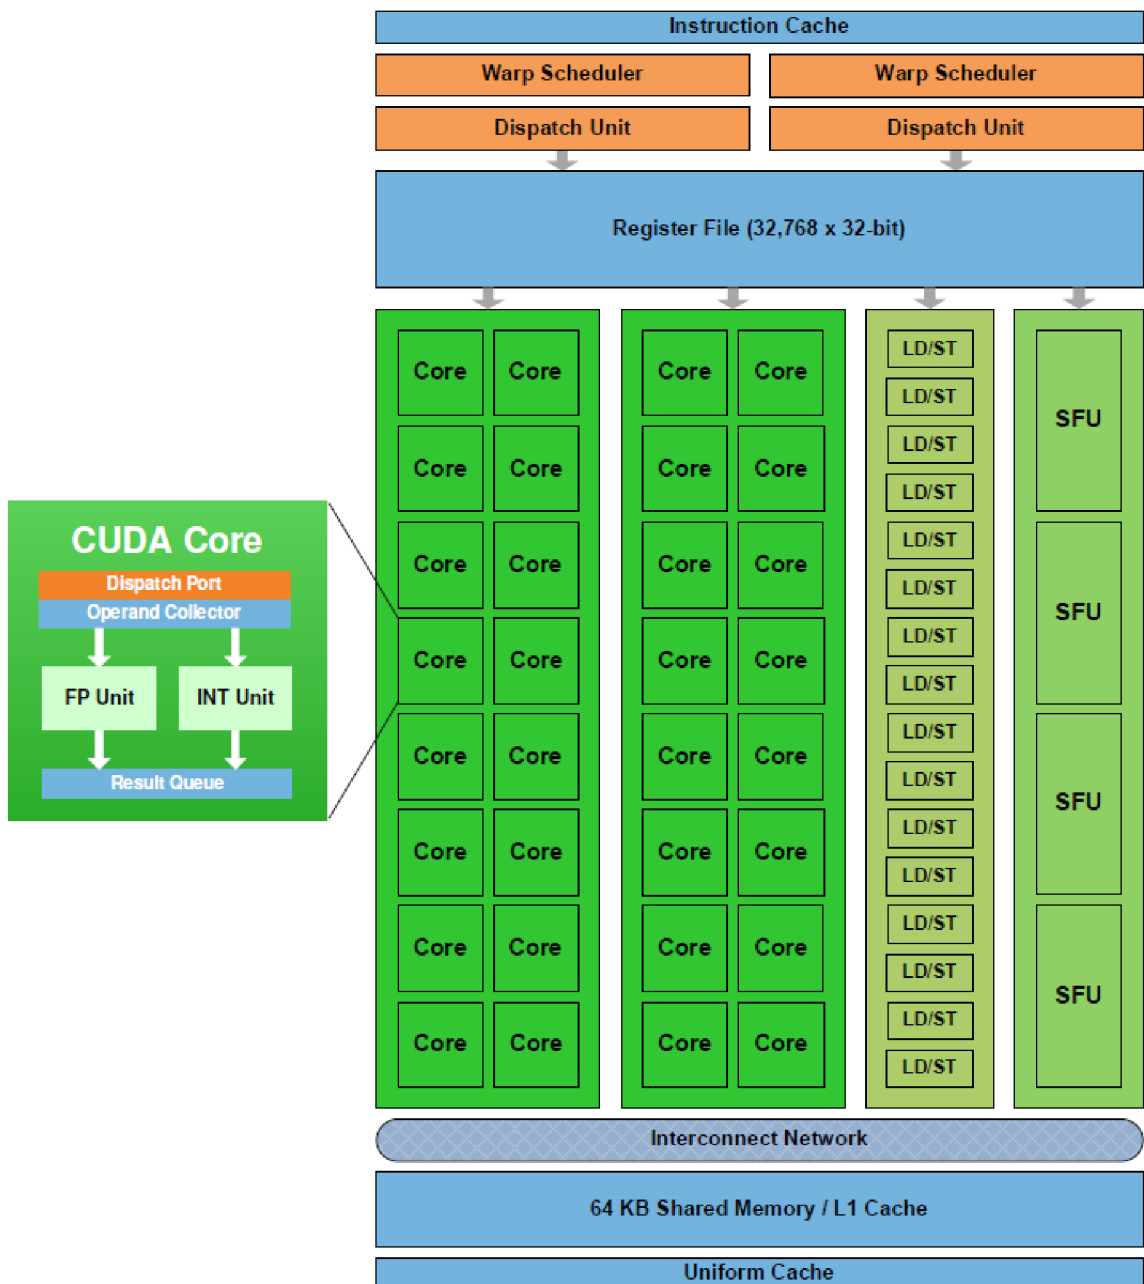 Instruction Cache
Warp Scheduler Warp Scheduler
Dispatch Unit Dispatch Unit
Register File (32,768 x 32-bit)
Core Core Core Core LD/ST SFU
LD/ST
Core Core Core Core LD/ST
LD/ST
Core Core Core Core LD/ST SFU
LD/ST
Core Core Core Core LD/ST
LD/ST
Core Core Core Core LD/ST SFU
LD/ST
Core Core Core Core LD/ST
LD/ST
Core Core Core Core LD/ST SFU
LD/ST
Core Core Core Core LD/ST
LD/ST
CUDA Core
Dispatch Port
Operand Collector
FP Unit INT Unit
Result Queue
Interconnect Network
64 KB Shared Memory / L1 Cache
Uniform Cache